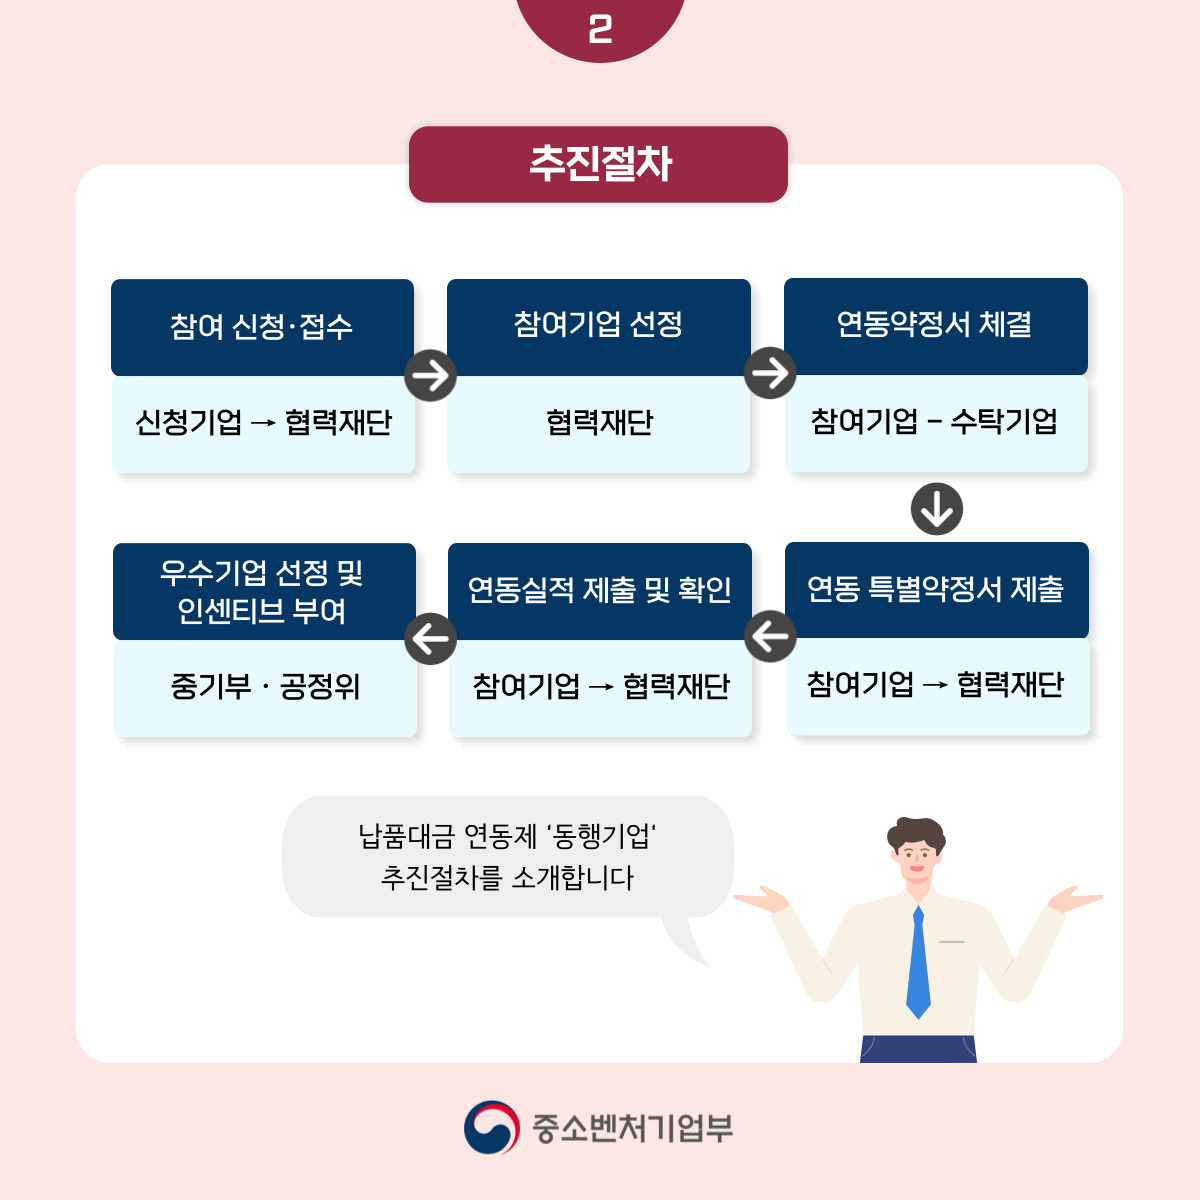 2
추진절차
참여 신청·접수
신청기업 → 협력재단
참여기업 선정
협력재단
연동약정서 체결
참여기업 - 수탁기업
연동 특별약정서 제출
참여기업 → 협력재단
연동실적 제출 및 확인
참여기업 → 협력재단
우수기업 선정 및
인센티브 부여
중기부 · 공정위
납품대금 연동제 ‘동행기업‘
추진절차를 소개합니다
중소벤처기업부